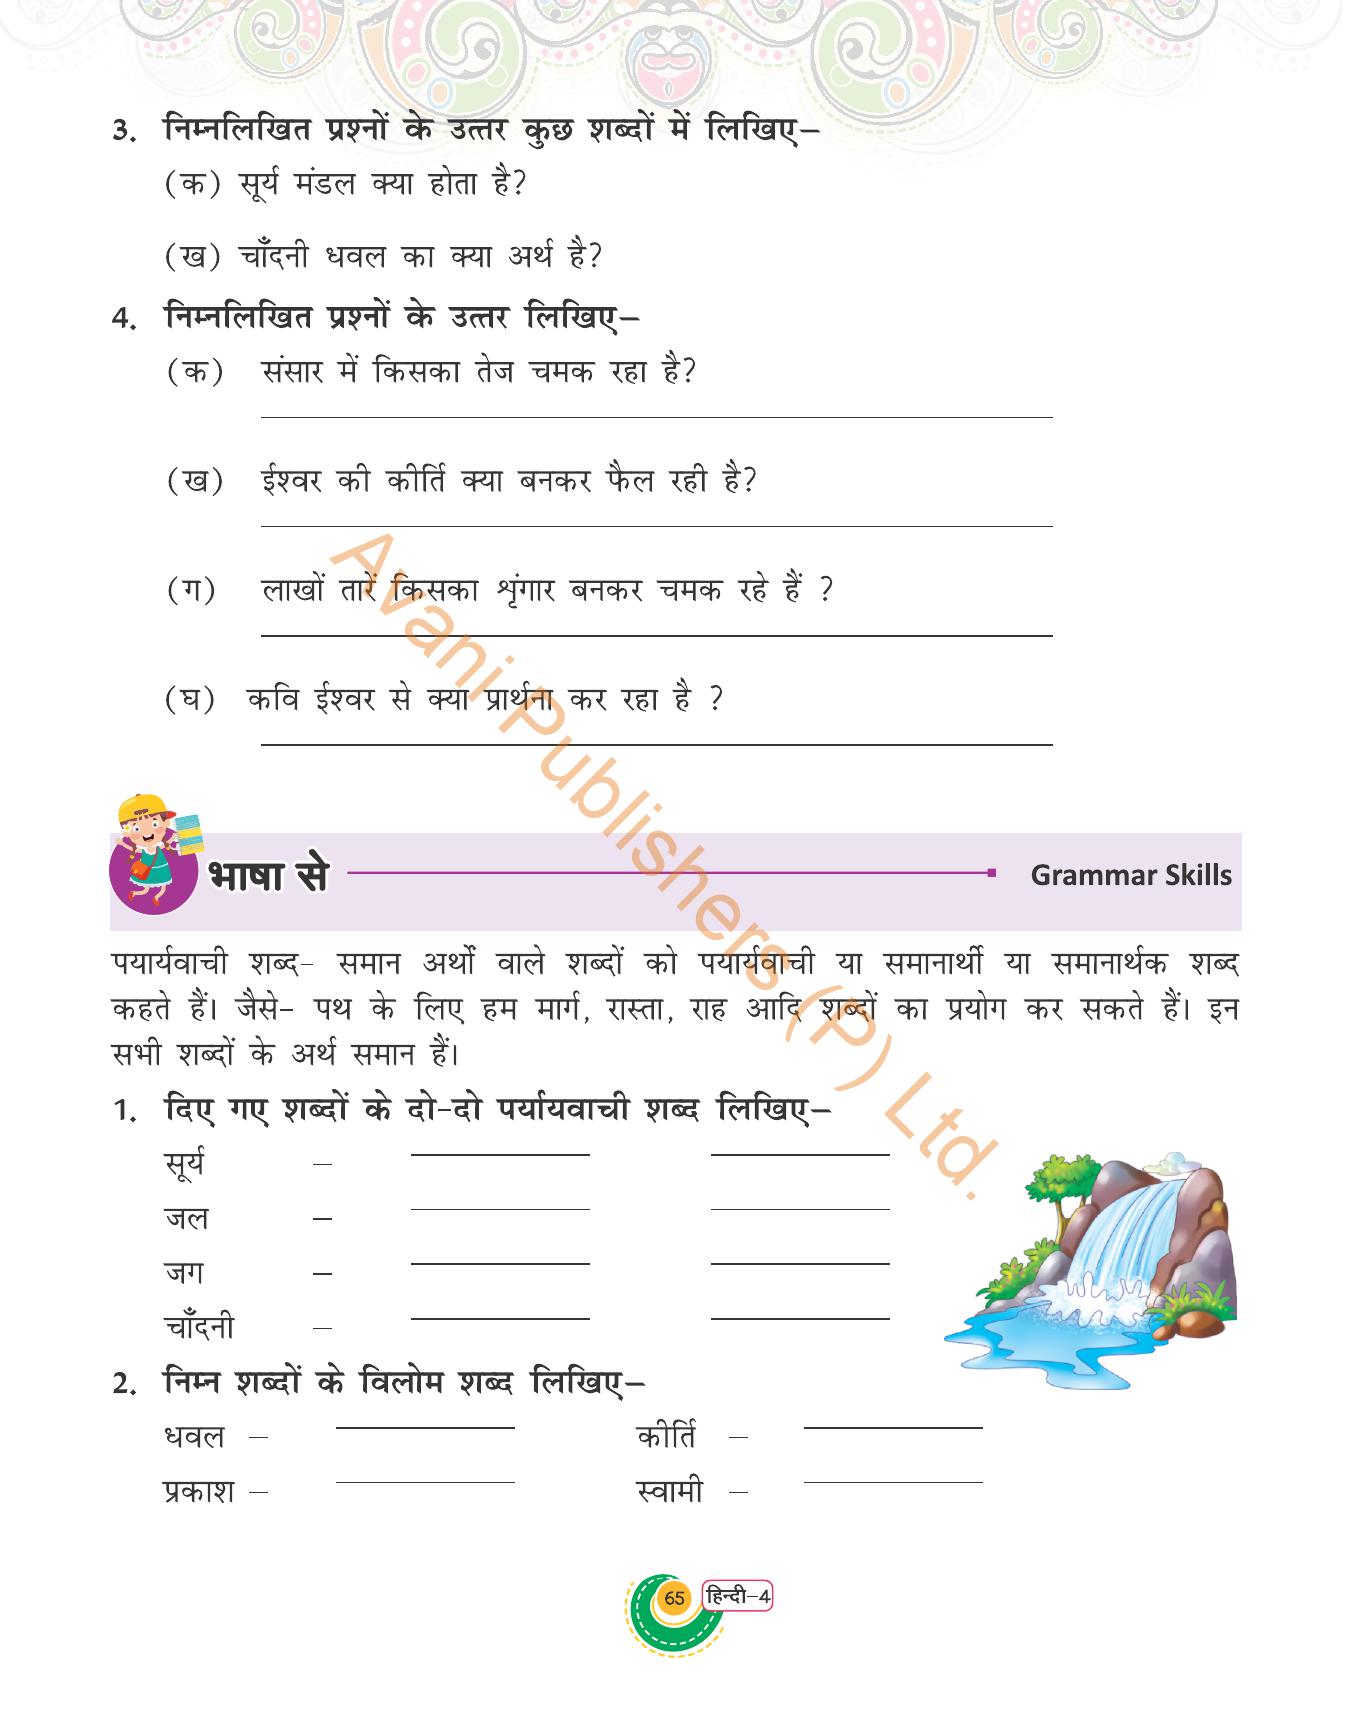 3. निम्नलिखित प्रश्नों के उत्तर कुछ शब्दों में लिखिए–
(क) सूर्य मंडल क्या होता है?
(ख) चाँदनी धवल का क्या अर्थ है?
4. निम्नलिखित प्रश्नों के उत्तर लिखिए–
(क) संसार में किसका तेज चमक रहा है?
(ख) ईश्वर की कीर्ति क्या बनकर फैल रही है?
(ग) लाखों तारें किसका शृंगार बनकर चमक रहे हैं ?
(घ) कवि ईश्वर से क्या प्रार्थना कर रहा है ?
Avani Publishers (P) Ltd.
भाषा से Grammar Skills
पयार्यवाची शब्द– समान अर्थों वाले शब्दों को पयार्यवाची या समानार्थी या समानार्थक शब्द
कहते हैं। जैसे– पथ के लिए हम मार्ग, रास्ता, राह आदि शब्दों का प्रयोग कर सकते हैं। इन
सभी शब्दों के अर्थ समान हैं।
1. दिए गए शब्दों के दो-दो पर्यायवाची शब्द लिखिए–
सूर्य –
जल –
जग –
चाँदनी –
2. निम्न शब्दों के विलोम शब्द लिखिए–
धवल – कीर्ति –
प्रकाश – स्वामी –
65 हिन्दी–4